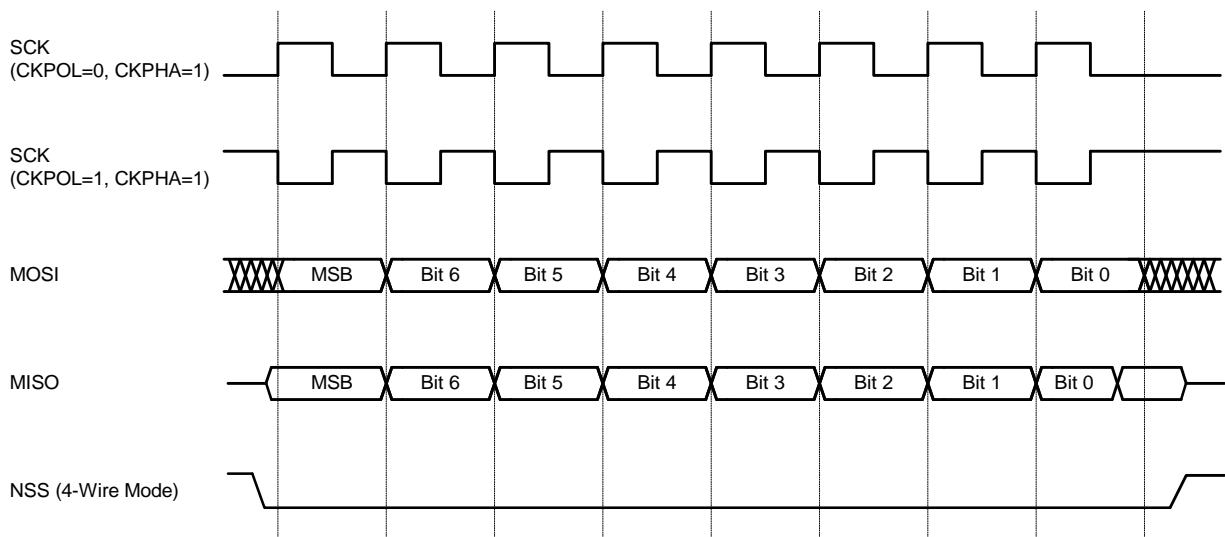 SCK
(CKPOL=0, CKPHA=1)
SCK
(CKPOL=1, CKPHA=1)
MOSI
MSB Bit 6 Bit 5 Bit 4 Bit 3 Bit 2 Bit 1 Bit 0
MISO
MSB Bit 6 Bit 5 Bit 4 Bit 3 Bit 2 Bit 1 Bit 0
NSS (4-Wire Mode)